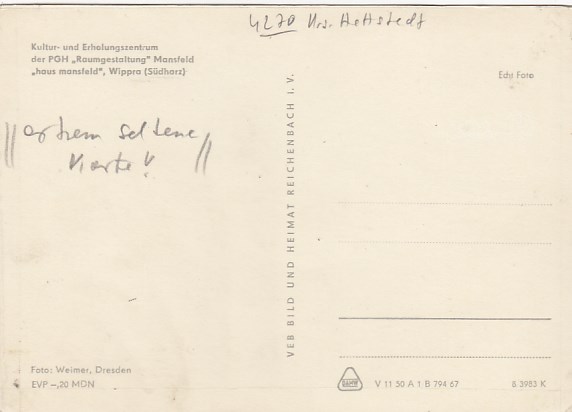 4270 Krs. Hettstedt
Kultur- und Erholungszentrum
der PGH „Raumgestaltung" Mansfeld
„haus mansfeld", Wippra (Südharz)
Echt Foto
extrem seltene
Karte!
VEB BILD UND HEIMAT REICHENBACH I. V.
Foto: Weimer, Dresden
EVP –,20 MDN
V 11 50 A 1 B 794 67
8 3983 K